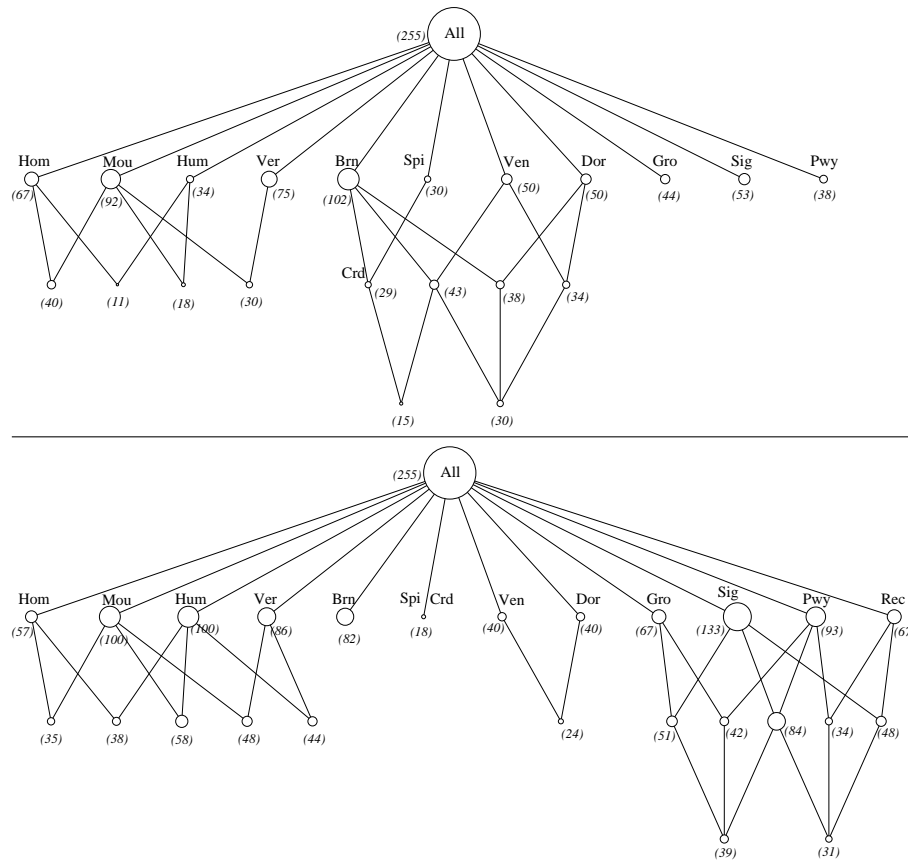 (255) All
Hom Mou Hum Ver Brn Spi Ven Dor Gro Sig Pwy
(67) (92) (34) (75) (102) (30) (50) (50) (44) (53) (38)
Crd
(40) (11) (18) (30) (29) (43) (38) (34)
(15) (30)
(255) All
Hom Mou Hum Ver Brn Spi Crd Ven Dor Gro Sig Pwy Rec
(57) (100) (100) (86) (82) (18) (40) (40) (67) (133) (93) (67)
(35) (38) (58) (48) (44) (24) (51) (42) (84) (34) (48)
(39) (31)